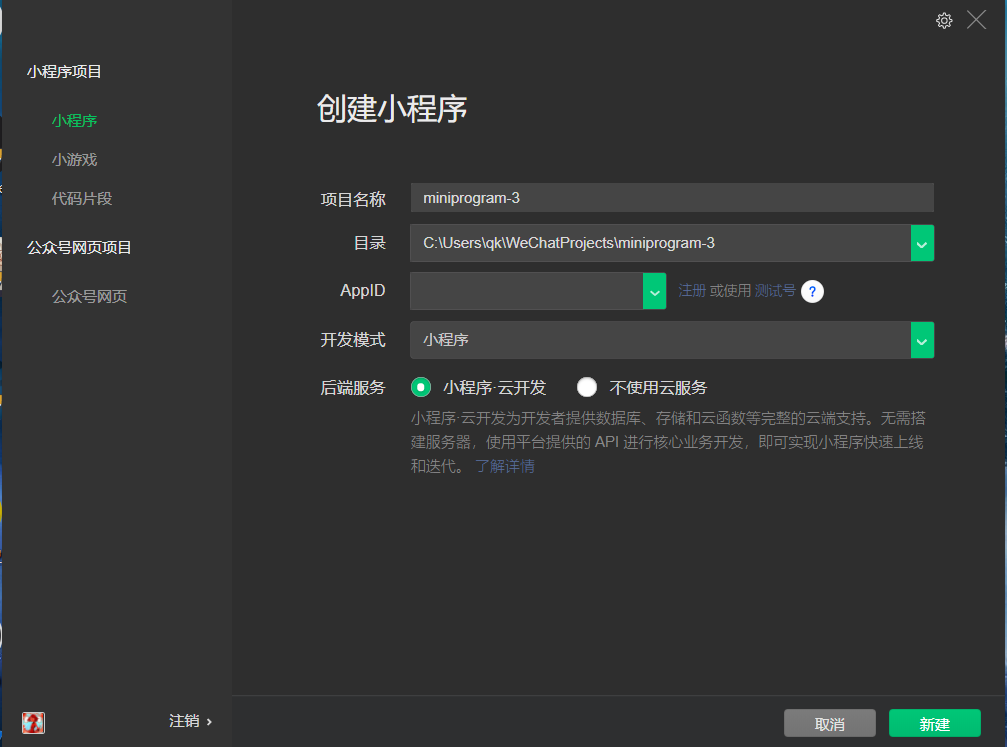 小程序项目
小程序
小游戏
代码片段
公众号网页项目
公众号网页
注销 ›
创建小程序
项目名称 miniprogram-3
目录 C:\Users\qk\WeChatProjects\miniprogram-3
AppID 注册 或使用 测试号 ?
开发模式 小程序
后端服务 小程序·云开发 不使用云服务
小程序·云开发为开发者提供数据库、存储和云函数等完整的云端支持。无需搭
建服务器，使用平台提供的 API 进行核心业务开发，即可实现小程序快速上线
和迭代。 了解详情
取消 新建